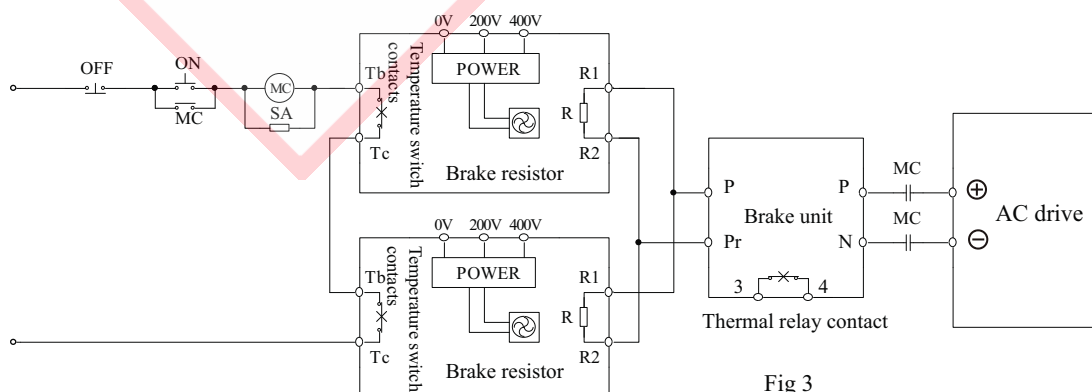 0V 200V 400V
OFF
ON
MC
MC
SA
Tb
Tc
Temperature switch
contacts
POWER
R1
R
R2
Brake resistor
0V 200V 400V
Tb
Tc
Temperature switch
contacts
POWER
R1
R
R2
Brake resistor
P
Pr
Brake unit
P
N
3
4
Thermal relay contact
MC
MC
AC drive
Fig 3